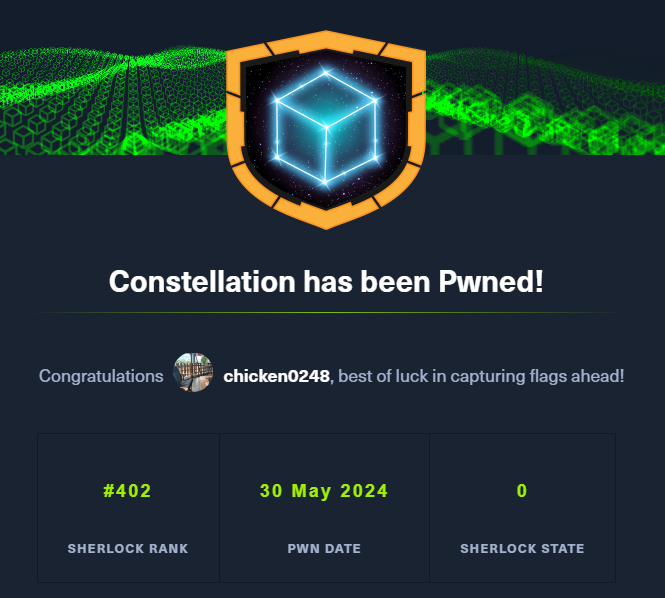 Constellation has been Pwned!
Congratulations chicken0248, best of luck in capturing flags ahead!
#402 30 May 2024 0
SHERLOCK RANK PWN DATE SHERLOCK STATE